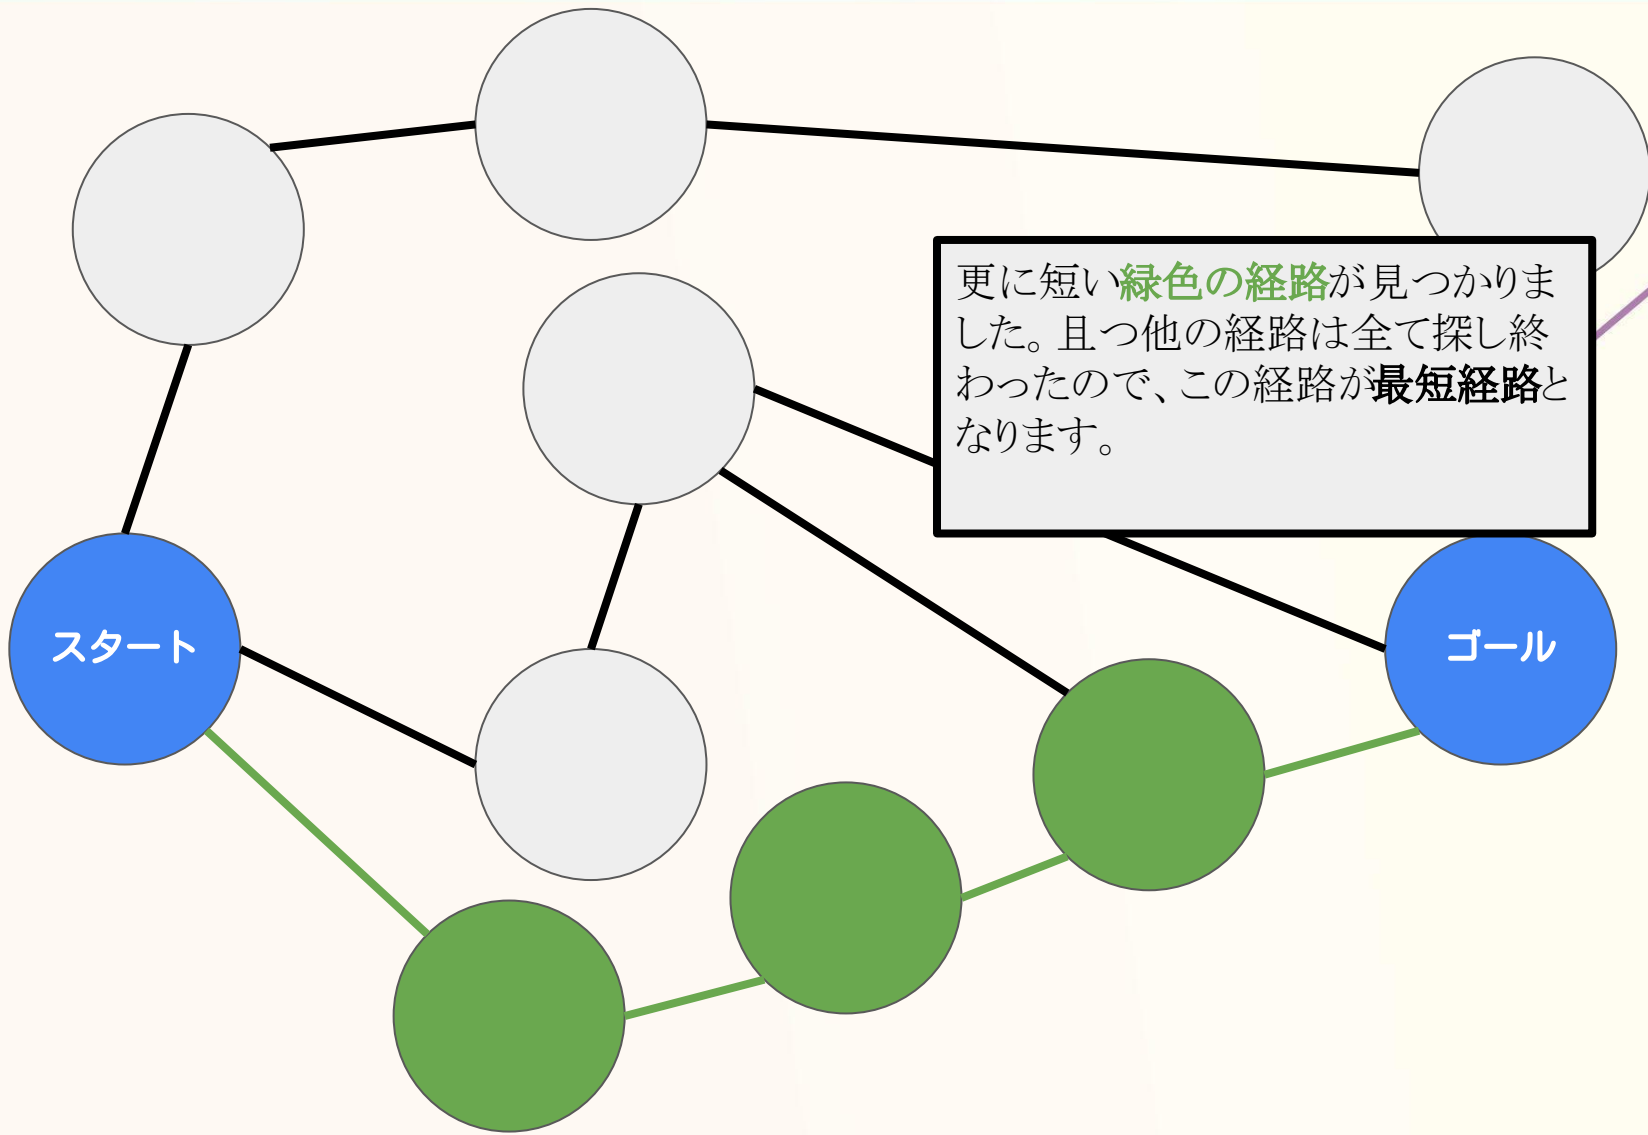 更に短い緑色の経路が見つかりま
した。且つ他の経路は全て探し終
わったので、この経路が最短経路と
なります。
スタート
ゴール